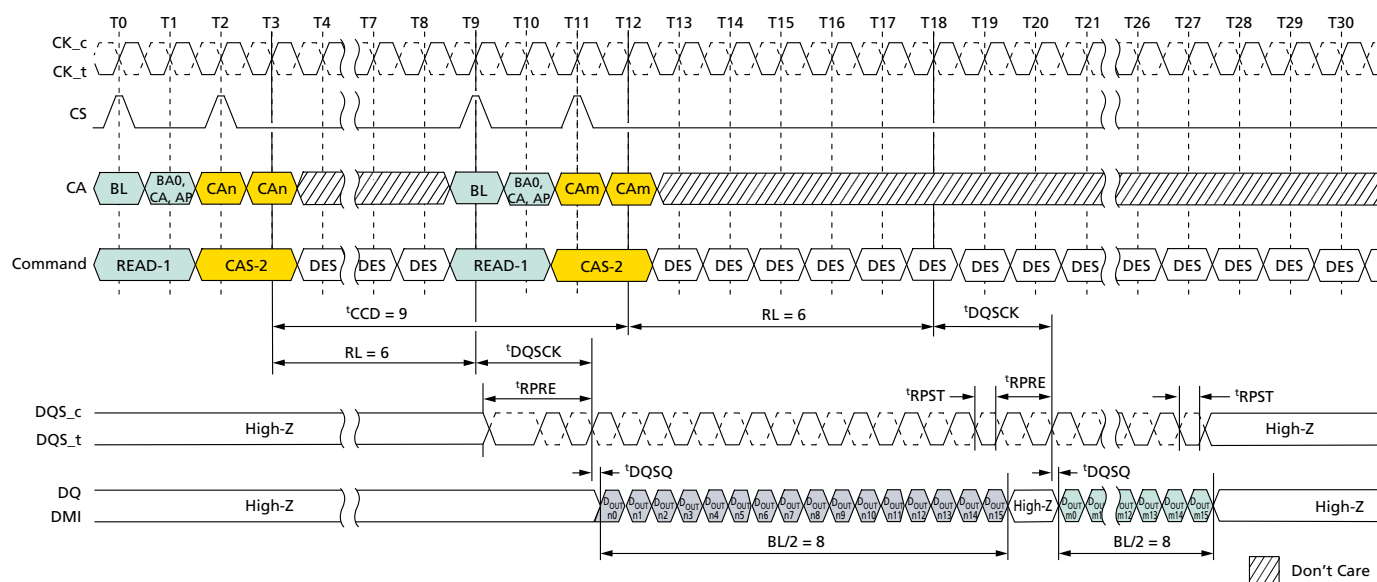 T0 T1 T2 T3 T4 T7 T8 T9 T10 T11 T12 T13 T14 T15 T16 T17 T18 T19 T20 T21 T26 T27 T28 T29 T30
CK_c
CK_t
CS
CA BL BA0, CA, AP CAn CAn BL BA0, CA, AP CAm CAm
Command READ-1 CAS-2 DES DES DES READ-1 CAS-2 DES DES DES DES DES DES DES DES DES DES DES DES DES DES
tCCD = 9 RL = 6 tDQSCK
RL = 6 tDQSCK
tRPRE tRPST tRPRE tRPST
DQS_c
High-Z High-Z
DQS_t
tDQSQ tDQSQ
DQ
High-Z DOUT n0 DOUT n1 DOUT n2 DOUT n3 DOUT n4 DOUT n5 DOUT n6 DOUT n7 DOUT n8 DOUT n9 DOUT n10 DOUT n11 DOUT n12 DOUT n13 DOUT n14 DOUT n15 High-Z DOUT m0 DOUT m1 DOUT m12 DOUT m13 DOUT m14 DOUT m15 High-Z
DMI
BL/2 = 8 BL/2 = 8
Don't Care